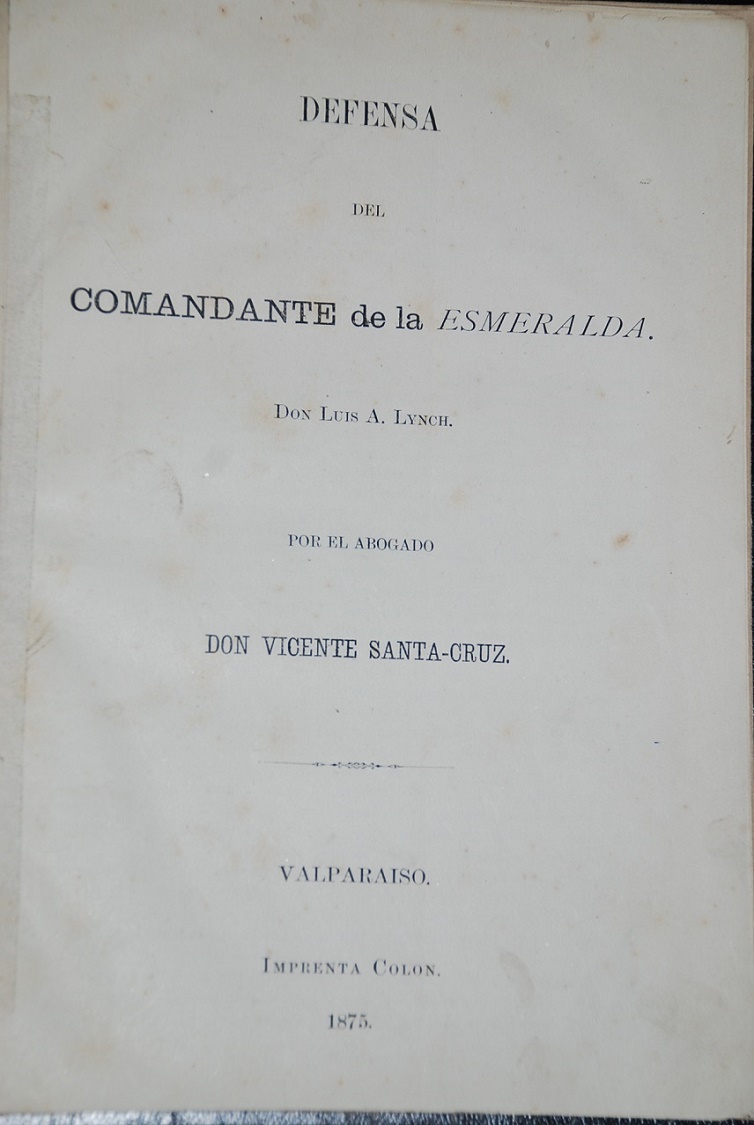 DEFENSA
DEL
COMANDANTE de la ESMERALDA.
DON LUIS A. LYNCH.
POR EL ABOGADO
DON VICENTE SANTA-CRUZ.
VALPARAISO.
IMPRENTA COLON.
1875.